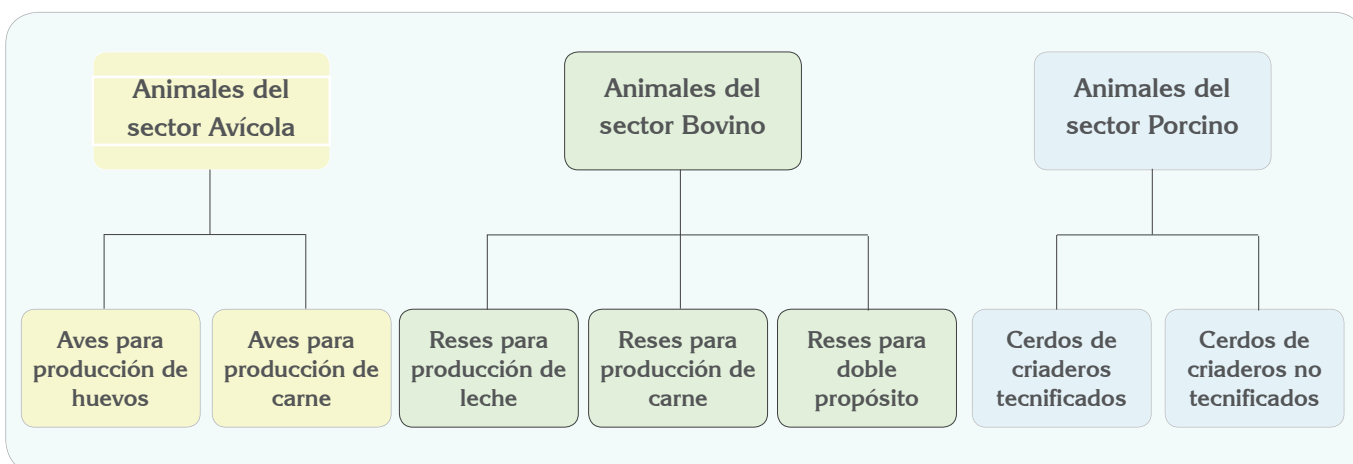 Animales del
sector Avícola
Animales del
sector Bovino
Animales del
sector Porcino
Aves para
producción de
huevos
Aves para
producción de
carne
Reses para
producción de
leche
Reses para
producción de
carne
Reses para
doble
propósito
Cerdos de
criaderos
tecnificados
Cerdos de
criaderos no
tecnificados